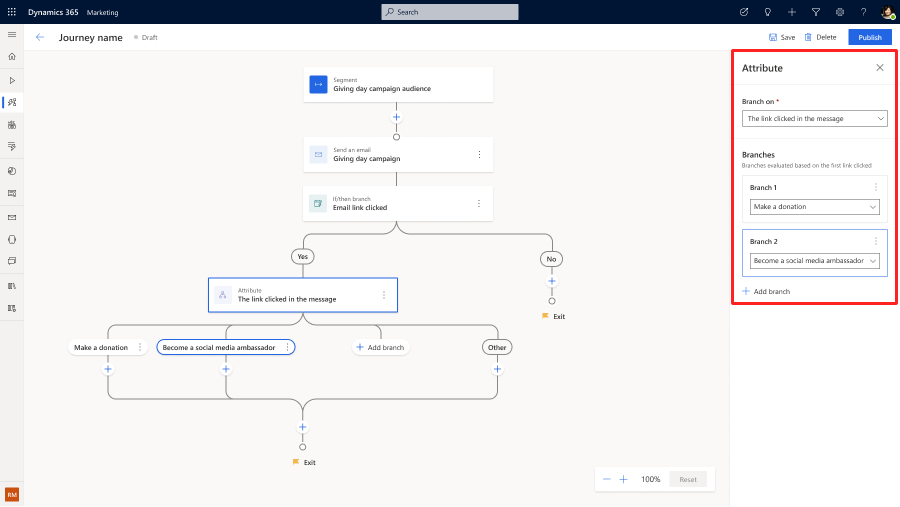 Dynamics 365 Marketing
Search
?
Journey name
Draft
Save
Delete
Publish
Segment
Giving day campaign audience
Send an email
Giving day campaign
If/then branch
Email link clicked
Yes
No
Attribute
The link clicked in the message
Exit
Make a donation
Become a social media ambassador
Add branch
Other
Exit
100%
Reset
RM
Attribute
Branch on *
The link clicked in the message
Branches
Branches evaluated based on the first link clicked
Branch 1
Make a donation
Branch 2
Become a social media ambassador
Add branch